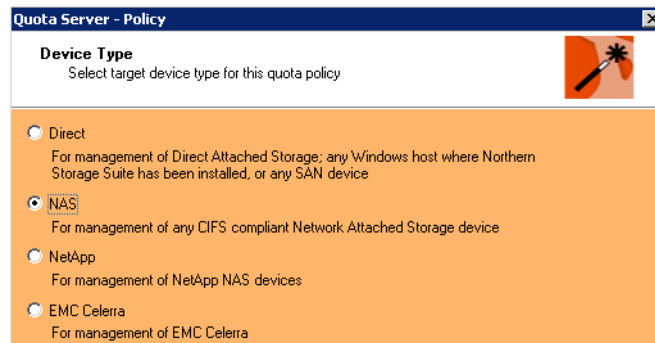 Quota Server - Policy
Device Type
Select target device type for this quota policy
Direct
For management of Direct Attached Storage; any Windows host where Northern
Storage Suite has been installed, or any SAN device
NAS
For management of any CIFS compliant Network Attached Storage device
NetApp
For management of NetApp NAS devices
EMC Celerra
For management of EMC Celerra